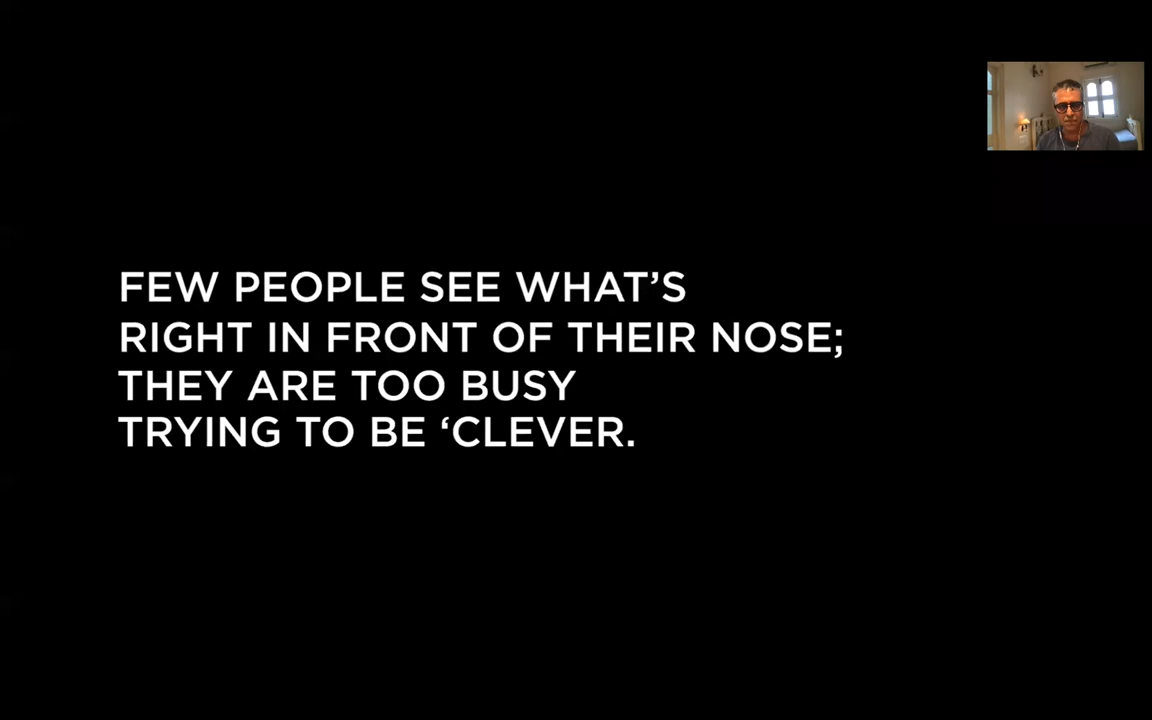 FEW PEOPLE SEE WHAT’S
RIGHT IN FRONT OF THEIR NOSE;
THEY ARE TOO BUSY
TRYING TO BE ‘CLEVER.